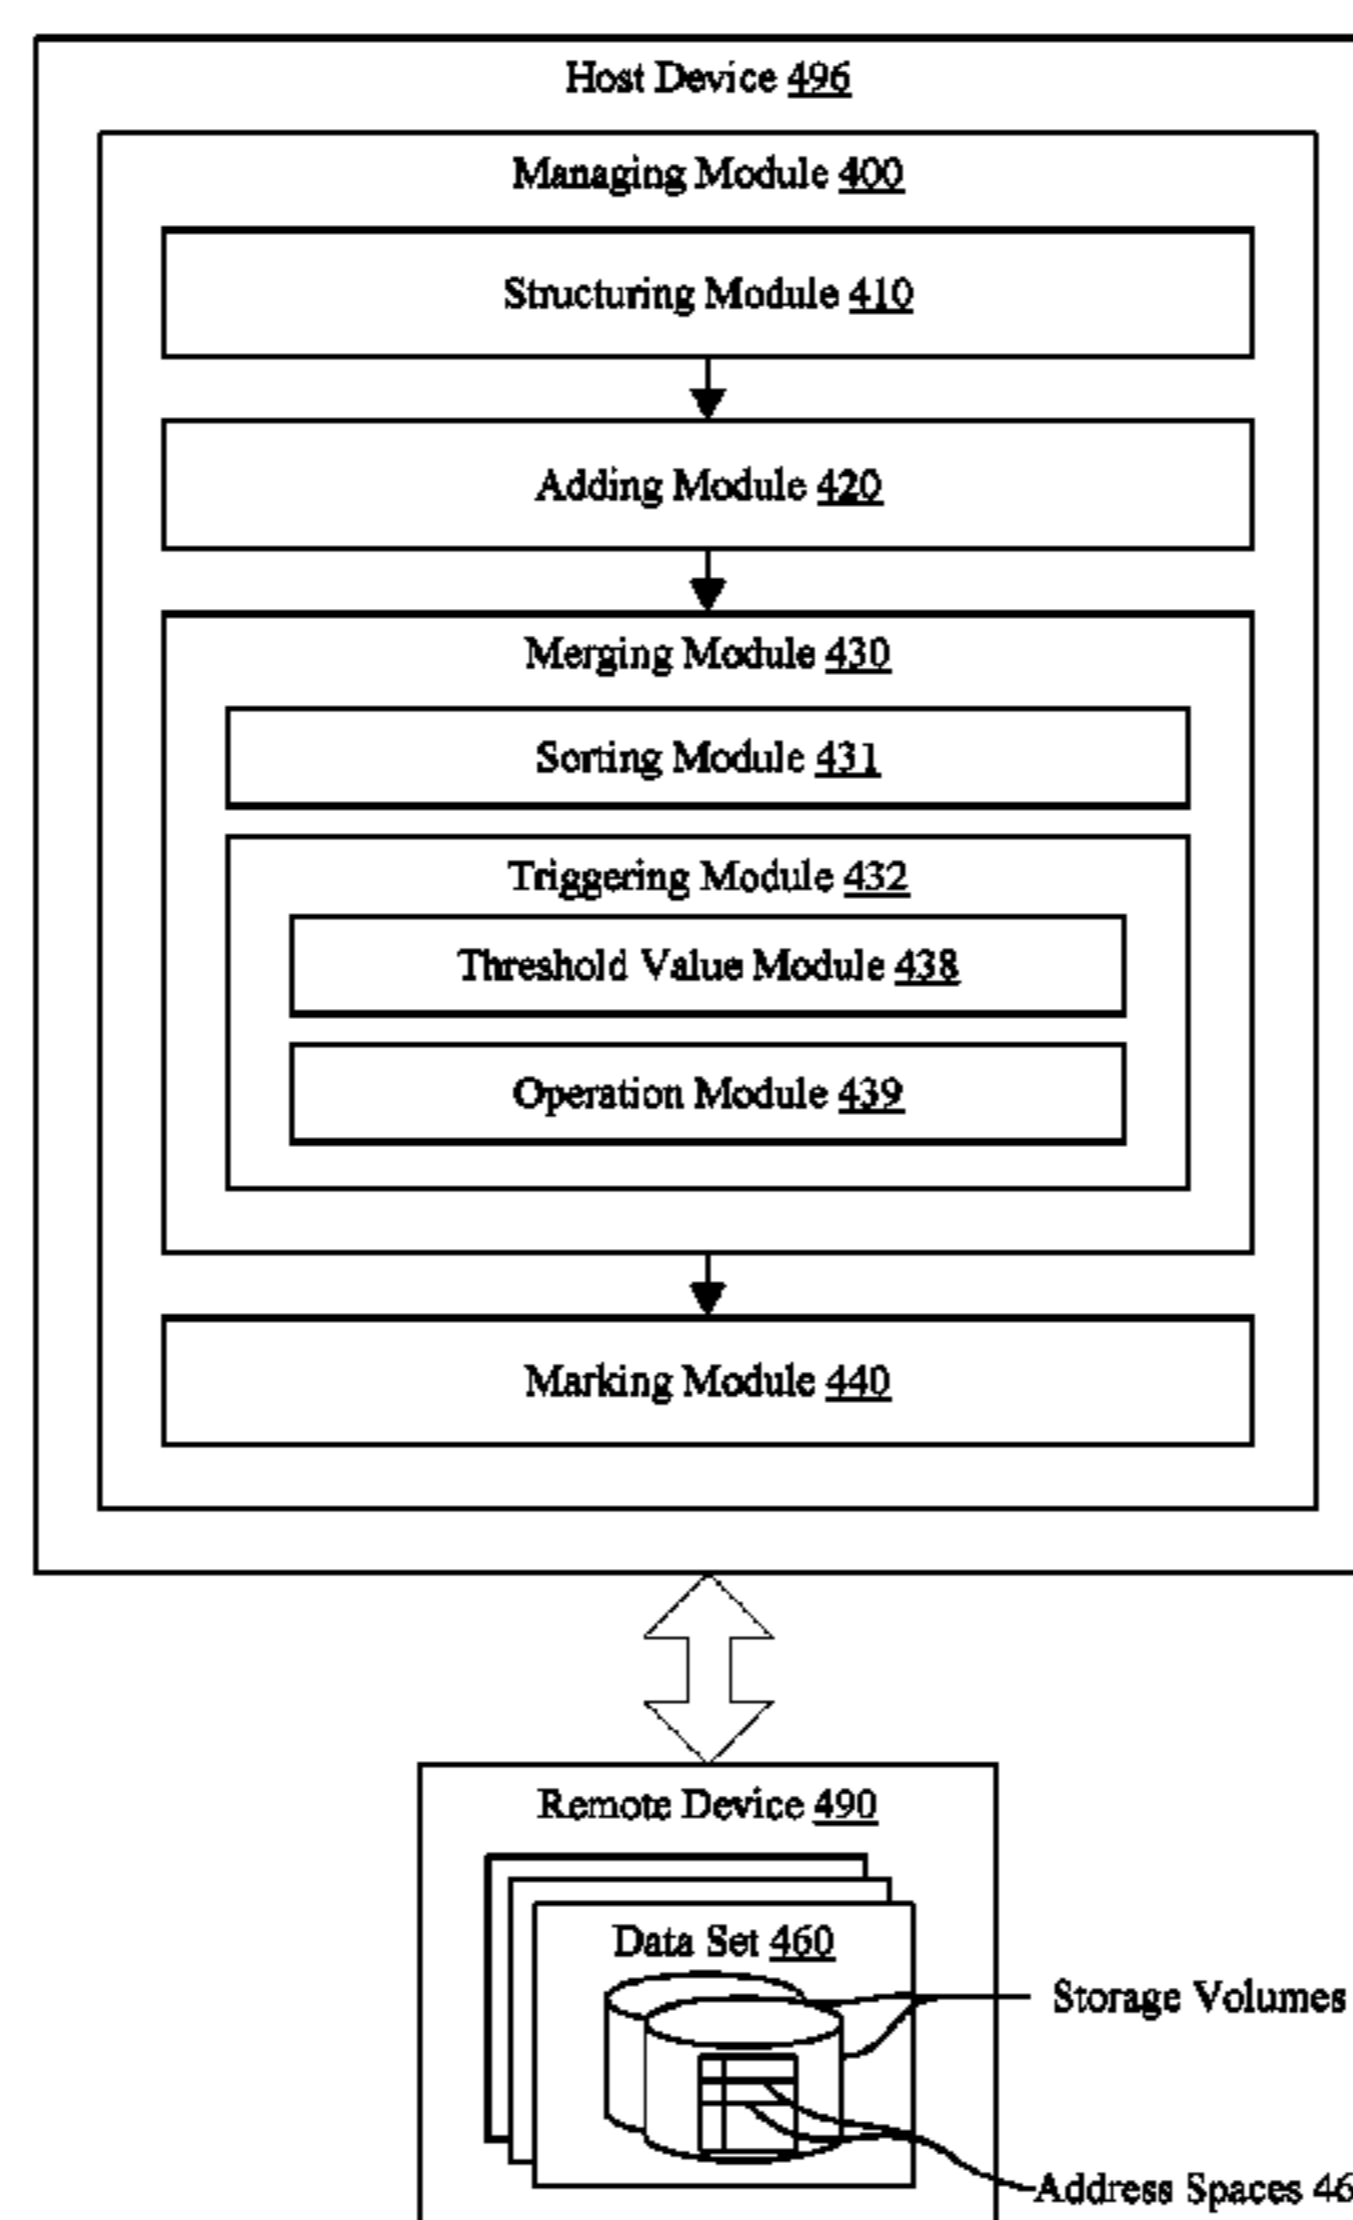 Host Device 496
Managing Module 400
Structuring Module 410
Adding Module 420
Merging Module 430
Sorting Module 431
Triggering Module 432
Threshold Value Module 438
Operation Module 439
Marking Module 440
Remote Device 490
Data Set 460
Storage Volumes
Address Spaces